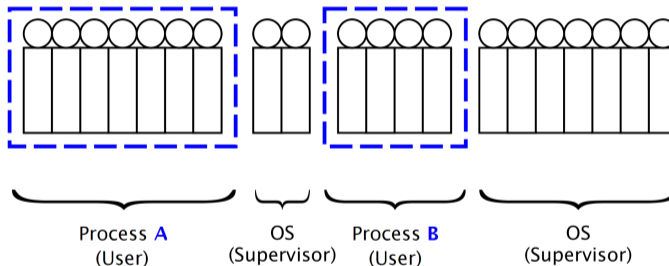 Process A
(User)
OS
(Supervisor)
Process B
(User)
OS
(Supervisor)